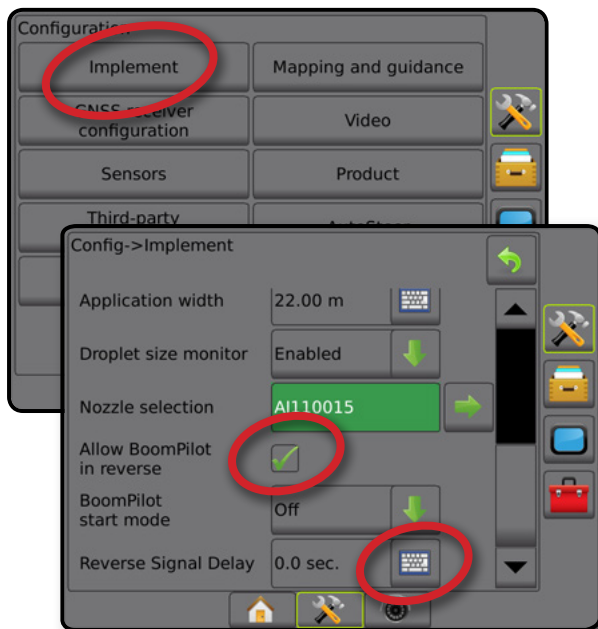 Configuration
Implement
Mapping and guidance
GNSS receiver
configuration
Video
Sensors
Product
Third-party
Config->Implement
Application width
22.00 m
Droplet size monitor
Enabled
Nozzle selection
AI110015
Allow BoomPilot
in reverse
BoomPilot
start mode
Off
Reverse Signal Delay
0.0 sec.